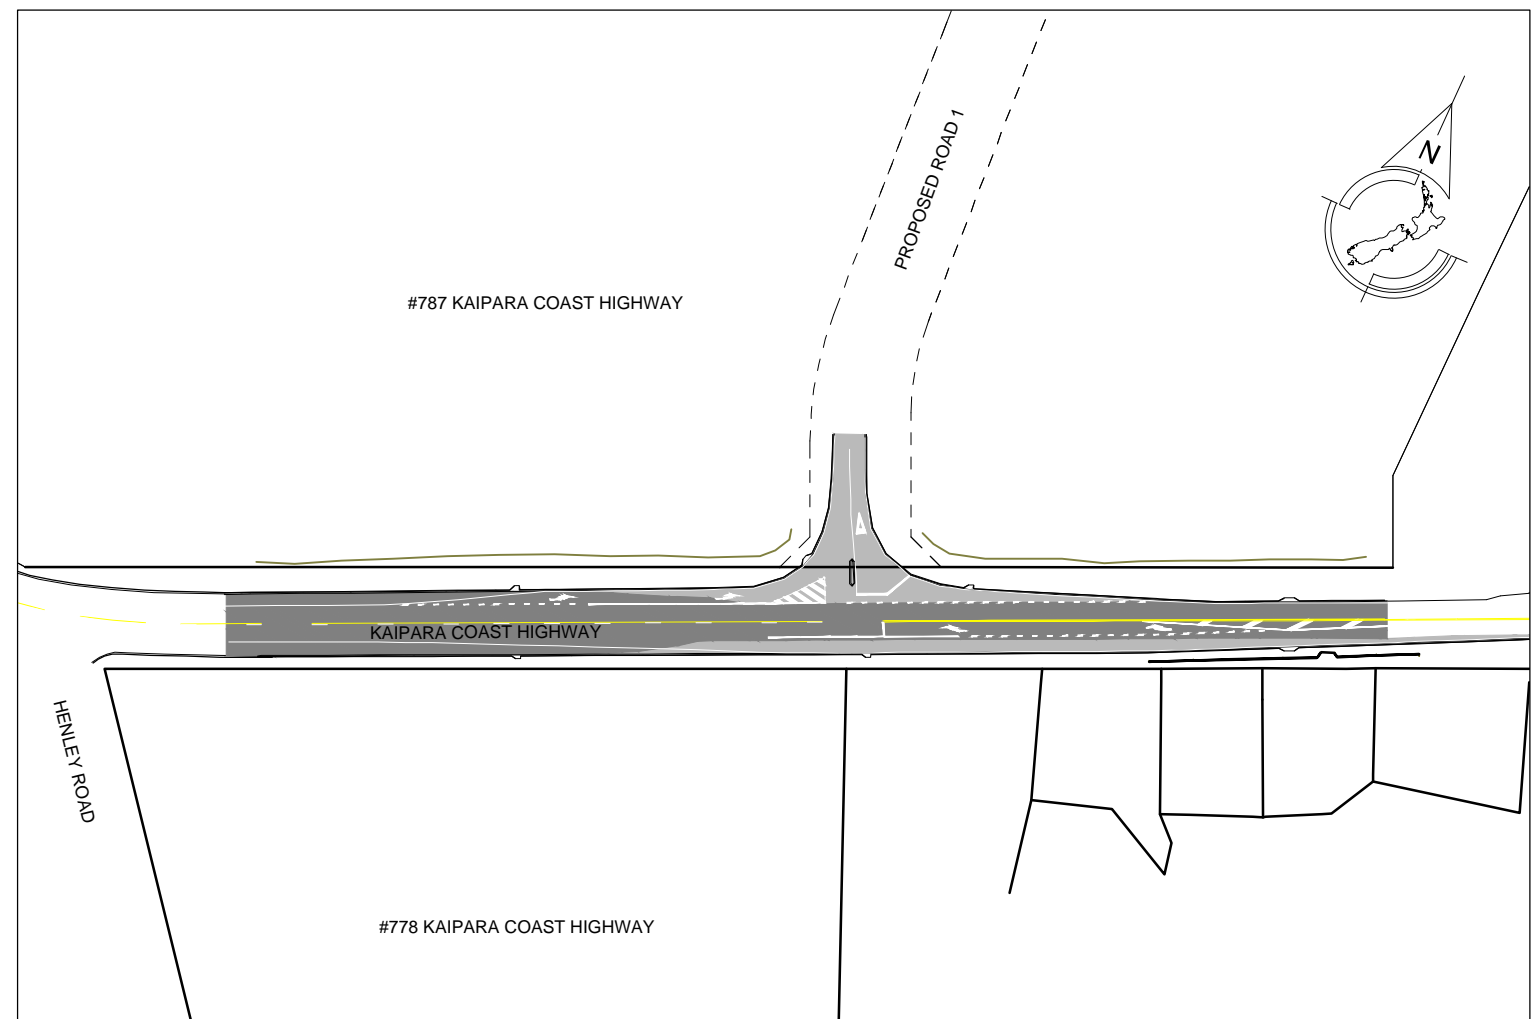 PROPOSED ROAD 1
N
#787 KAIPARA COAST HIGHWAY
KAIPARA COAST HIGHWAY
HENLEY ROAD
#778 KAIPARA COAST HIGHWAY